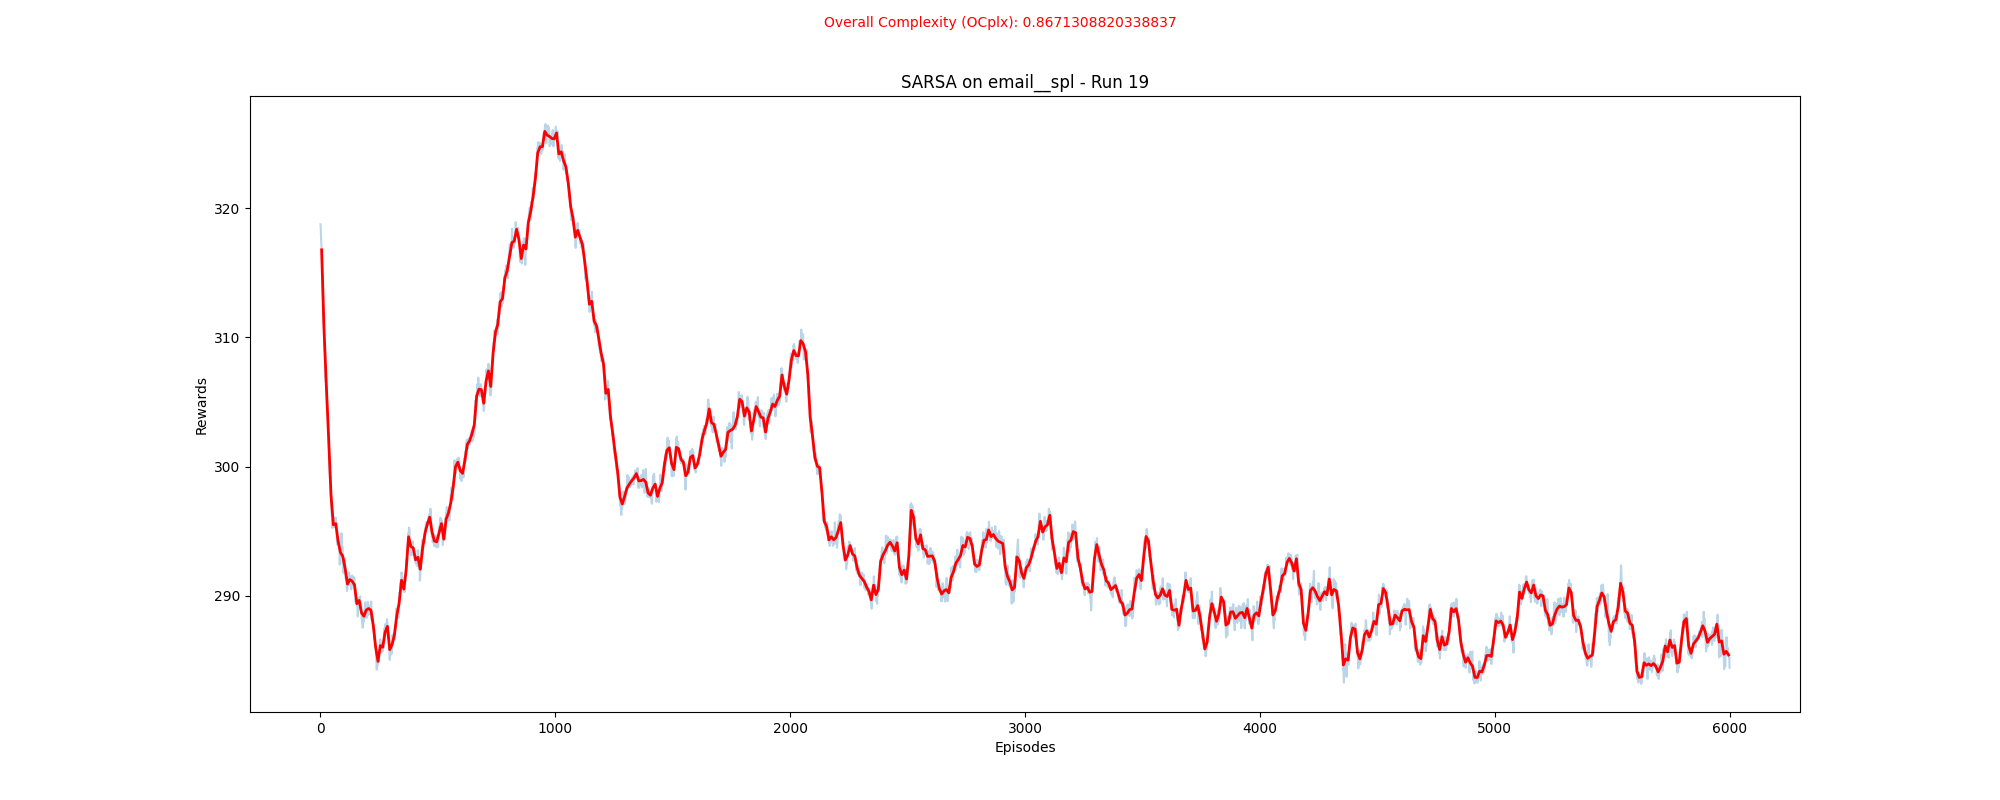 Overall Complexity (OCplx): 0.8671308820338837
SARSA on email__spl - Run 19
Rewards
320
310
300
290
0 1000 2000 3000 4000 5000 6000
Episodes